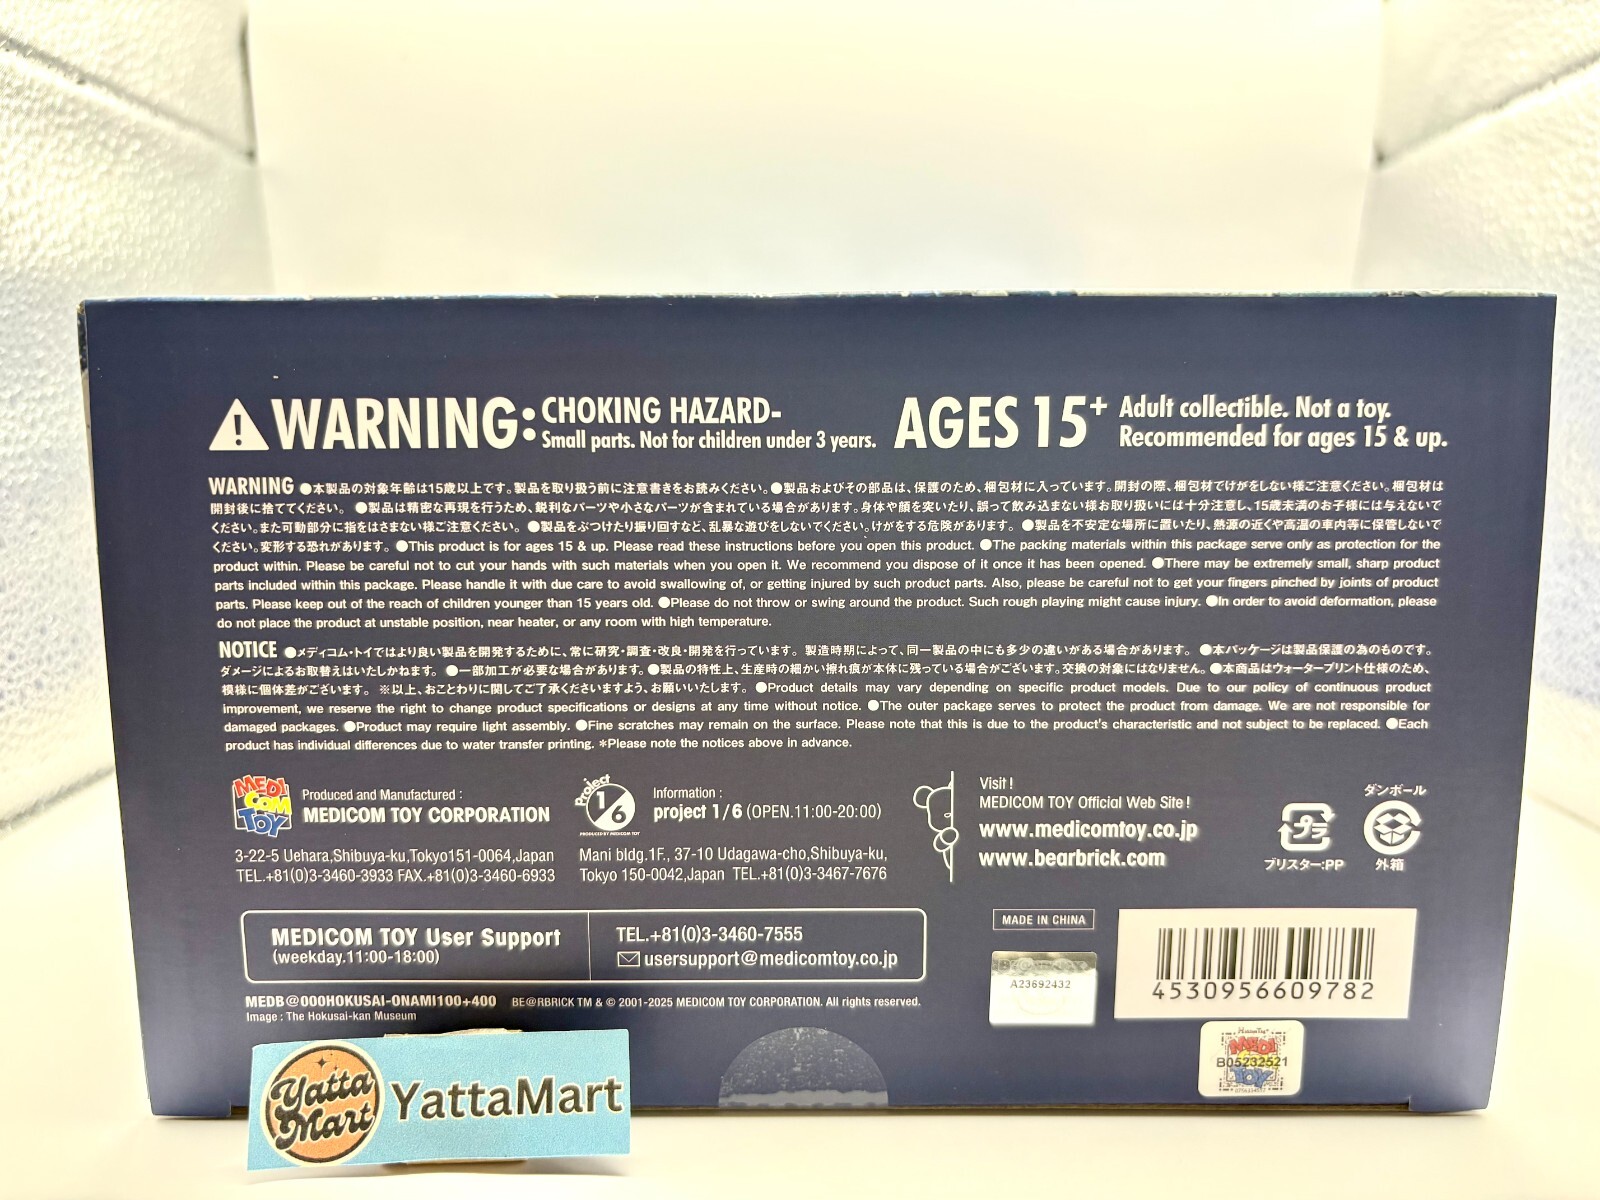 WARNING: CHOKING HAZARD-
Small parts. Not for children under 3 years.
AGES 15+ Adult collectible. Not a toy.
Recommended for ages 15 & up.
WARNING ●本製品の対象年齢は15歳以上です。製品を取り扱う前に注意書きをお読みください。●製品およびその部品は、保護のため、梱包材に入っています。開封の際、梱包材でけがをしない様ご注意ください。梱包材は
開封後に捨ててください。 ●製品は精密な再現を行うため、鋭利なパーツや小さなパーツが含まれている場合があります。身体や顔を突いたり、誤って飲み込まない様お取り扱いには十分注意し、15歳未満のお子様には与えないで
ください。また可動部分に指をはさまない様ご注意ください。 ●製品をぶつけたり振り回すなど、乱暴な遊びをしないでください。けがをする危険があります。 ●製品を不安定な場所に置いたり、熱源の近くや高温の車内等に保管しないで
ください。変形する恐れがあります。 ●This product is for ages 15 & up. Please read these instructions before you open this product. ●The packing materials within this package serve only as protection for the
product within. Please be careful not to cut your hands with such materials when you open it. We recommend you dispose of it once it has been opened. ●There may be extremely small, sharp product
parts included within this package. Please handle it with due care to avoid swallowing of, or getting injured by such product parts. Also, please be careful not to get your fingers pinched by joints of product
parts. Please keep out of the reach of children younger than 15 years old. ●Please do not throw or swing around the product. Such rough playing might cause injury. ●In order to avoid deformation, please
do not place the product at unstable position, near heater, or any room with high temperature.
NOTICE ●メディコム・トイではより良い製品を開発するために、常に研究・調査・改良・開発を行っています。製造時期によって、同一製品の中にも多少の違いがある場合があります。 ●本パッケージは製品保護の為のものです。
ダメージによるお取替えはいたしかねます。 ●一部加工が必要な場合があります。●製品の特性上、生産時の細かい擦れ痕が本体に残っている場合がございます。交換の対象にはなりません。●本商品はウォータープリント仕様のため、
模様に個体差がございます。 ※以上、おことわりに関してご了承くださいますよう、お願いいたします。 ●Product details may vary depending on specific product models. Due to our policy of continuous product
improvement, we reserve the right to change product specifications or designs at any time without notice. ●The outer package serves to protect the product from damage. We are not responsible for
damaged packages. ●Product may require light assembly. ●Fine scratches may remain on the surface. Please note that this is due to the product's characteristic and not subject to be replaced. ●Each
product has individual differences due to water transfer printing. *Please note the notices above in advance.
MEDI
COM
TOY
Produced and Manufactured :
MEDICOM TOY CORPORATION
3-22-5 Uehara,Shibuya-ku,Tokyo151-0064,Japan
TEL.+81(0)3-3460-3933 FAX.+81(0)3-3460-6933
Project
1/6
PRODUCED BY MEDICOM TOY
Information :
project 1/6 (OPEN.11:00-20:00)
Mani bldg.1F., 37-10 Udagawa-cho,Shibuya-ku,
Tokyo 150-0042,Japan TEL.+81(0)3-3467-7676
Visit !
MEDICOM TOY Official Web Site !
www.medicomtoy.co.jp
www.bearbrick.com
プラ
ブリスター:PP
ダンボール
外箱
MEDICOM TOY User Support
(weekday.11:00-18:00)
TEL.+81(0)3-3460-7555
usersupport@medicomtoy.co.jp
MEDB@000HOKUSAI-ONAMI100+400 BE@RBRICK TM & © 2001-2025 MEDICOM TOY CORPORATION. All rights reserved.
Image : The Hokusai-kan Museum
MADE IN CHINA
A23692432
4530956609782
MEDI
B05232521
TOY
Yatta
Mart
YattaMart